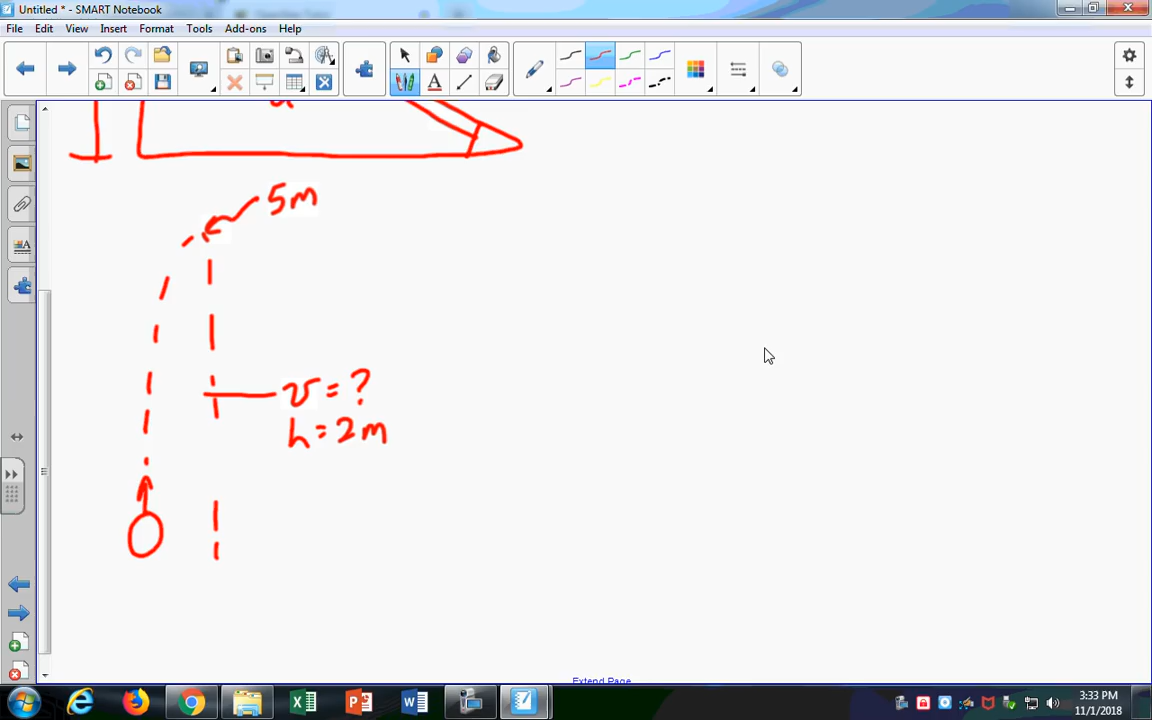 Untitled * - SMART Notebook
File Edit View Insert Format Tools Add-ons Help
5m
v = ?
h = 2m
Extend Page
3:33 PM
11/1/2018